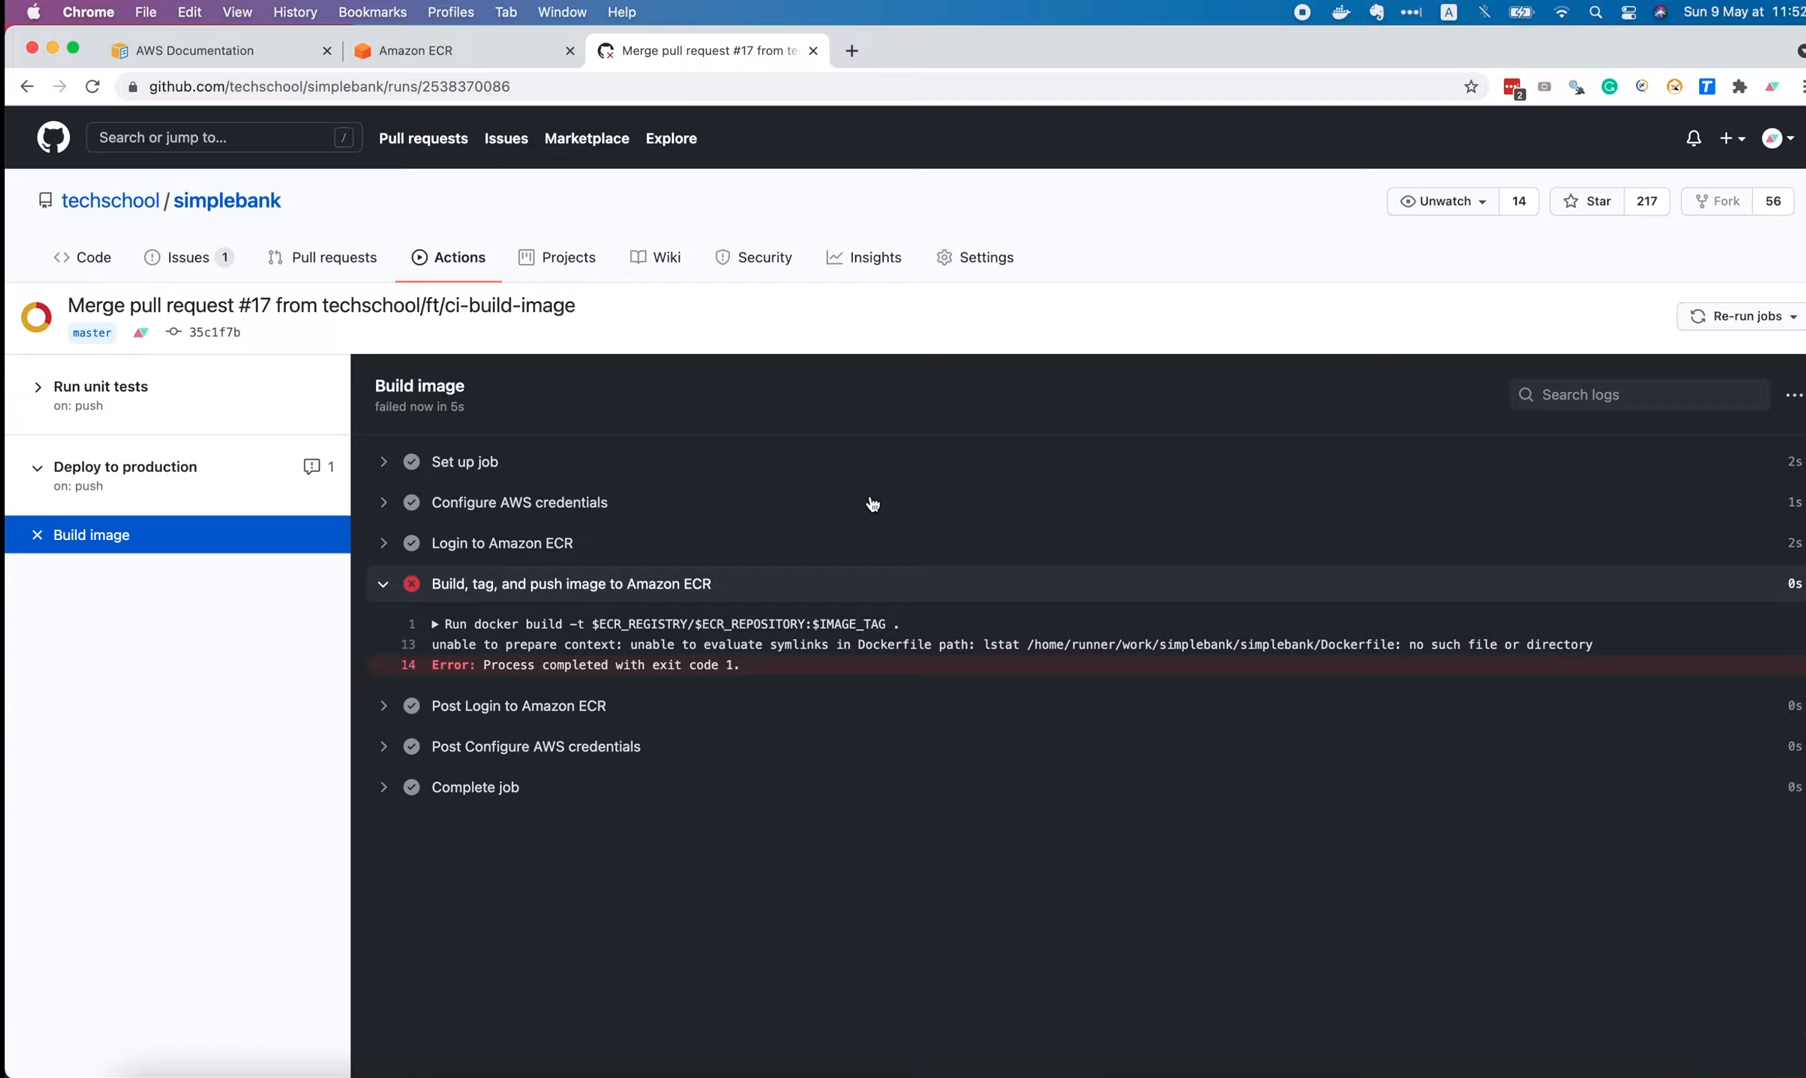 Chrome File Edit View History Bookmarks Profiles Tab Window Help
A
Sun 9 May at 11:52
AWS Documentation
Amazon ECR
Merge pull request #17 from te
github.com/techschool/simplebank/runs/2538370086
2
Search or jump to... /
Pull requests Issues Marketplace Explore
techschool / simplebank
Unwatch 14
Star 217
Fork 56
Code
Issues 1
Pull requests
Actions
Projects
Wiki
Security
Insights
Settings
Merge pull request #17 from techschool/ft/ci-build-image
master 35c1f7b
Re-run jobs
Run unit tests
on: push
Deploy to production 1
on: push
Build image
Build image
failed now in 5s
Search logs
Set up job 2s
Configure AWS credentials 1s
Login to Amazon ECR 2s
Build, tag, and push image to Amazon ECR 0s
1 ▶ Run docker build -t $ECR_REGISTRY/$ECR_REPOSITORY:$IMAGE_TAG .
13 unable to prepare context: unable to evaluate symlinks in Dockerfile path: lstat /home/runner/work/simplebank/simplebank/Dockerfile: no such file or directory
14 Error: Process completed with exit code 1.
Post Login to Amazon ECR 0s
Post Configure AWS credentials 0s
Complete job 0s